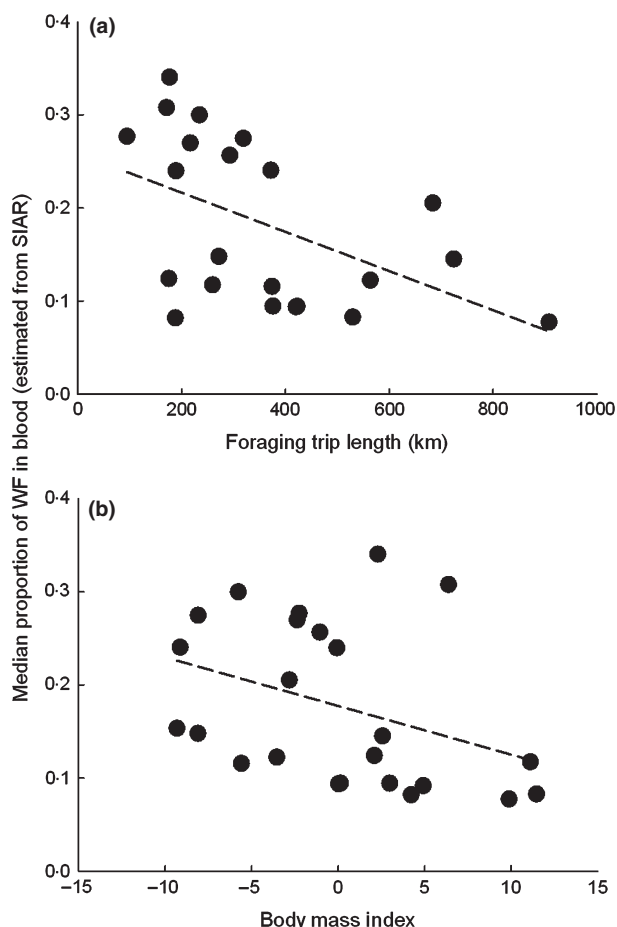 Median proportion of WF in blood (estimated from SIAR)
(a)
0·4
0·3
0·2
0·1
0·0
0 200 400 600 800 1000
Foraging trip length (km)
(b)
0·4
0·3
0·2
0·1
0·0
−15 −10 −5 0 5 10 15
Body mass index